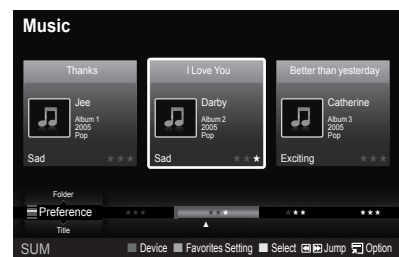 Music
Thanks
I Love You
Better than yesterday
Jee
Album 1
2005
Pop
Sad
★★★
Darby
Album 2
2005
Pop
Sad
★★★
Catherine
Album 3
2005
Pop
Exciting
★★★
Folder
Preference
★★★ ★★★ ★★★ ★★★
Title
SUM
Device Favorites Setting Select Jump Option